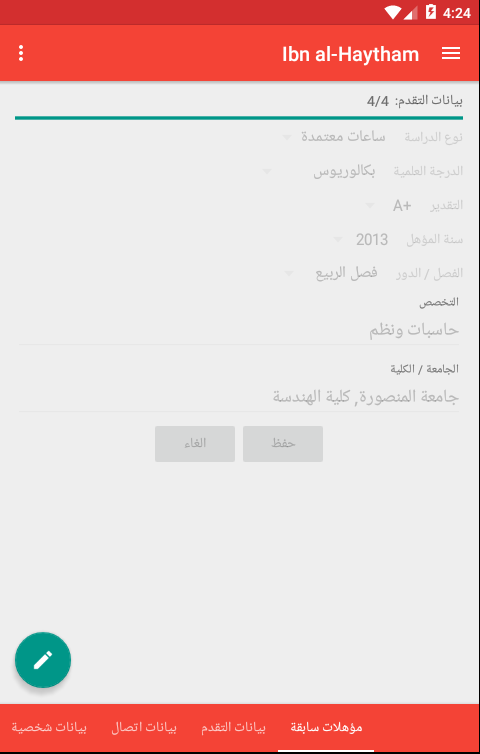 4:24
Ibn al-Haytham
بيانات التقدم: 4/4
نوع الدراسة ساعات معتمدة
الدرجة العلمية بكالوريوس
التقدير A+
سنة المؤهل 2013
الفصل / الدور فصل الربيع
التخصص
حاسبات ونظم
الجامعة / الكلية
جامعة المنصورة, كلية الهندسة
حفظ الغاء
مؤهلات سابقة بيانات التقدم بيانات اتصال بيانات شخصية